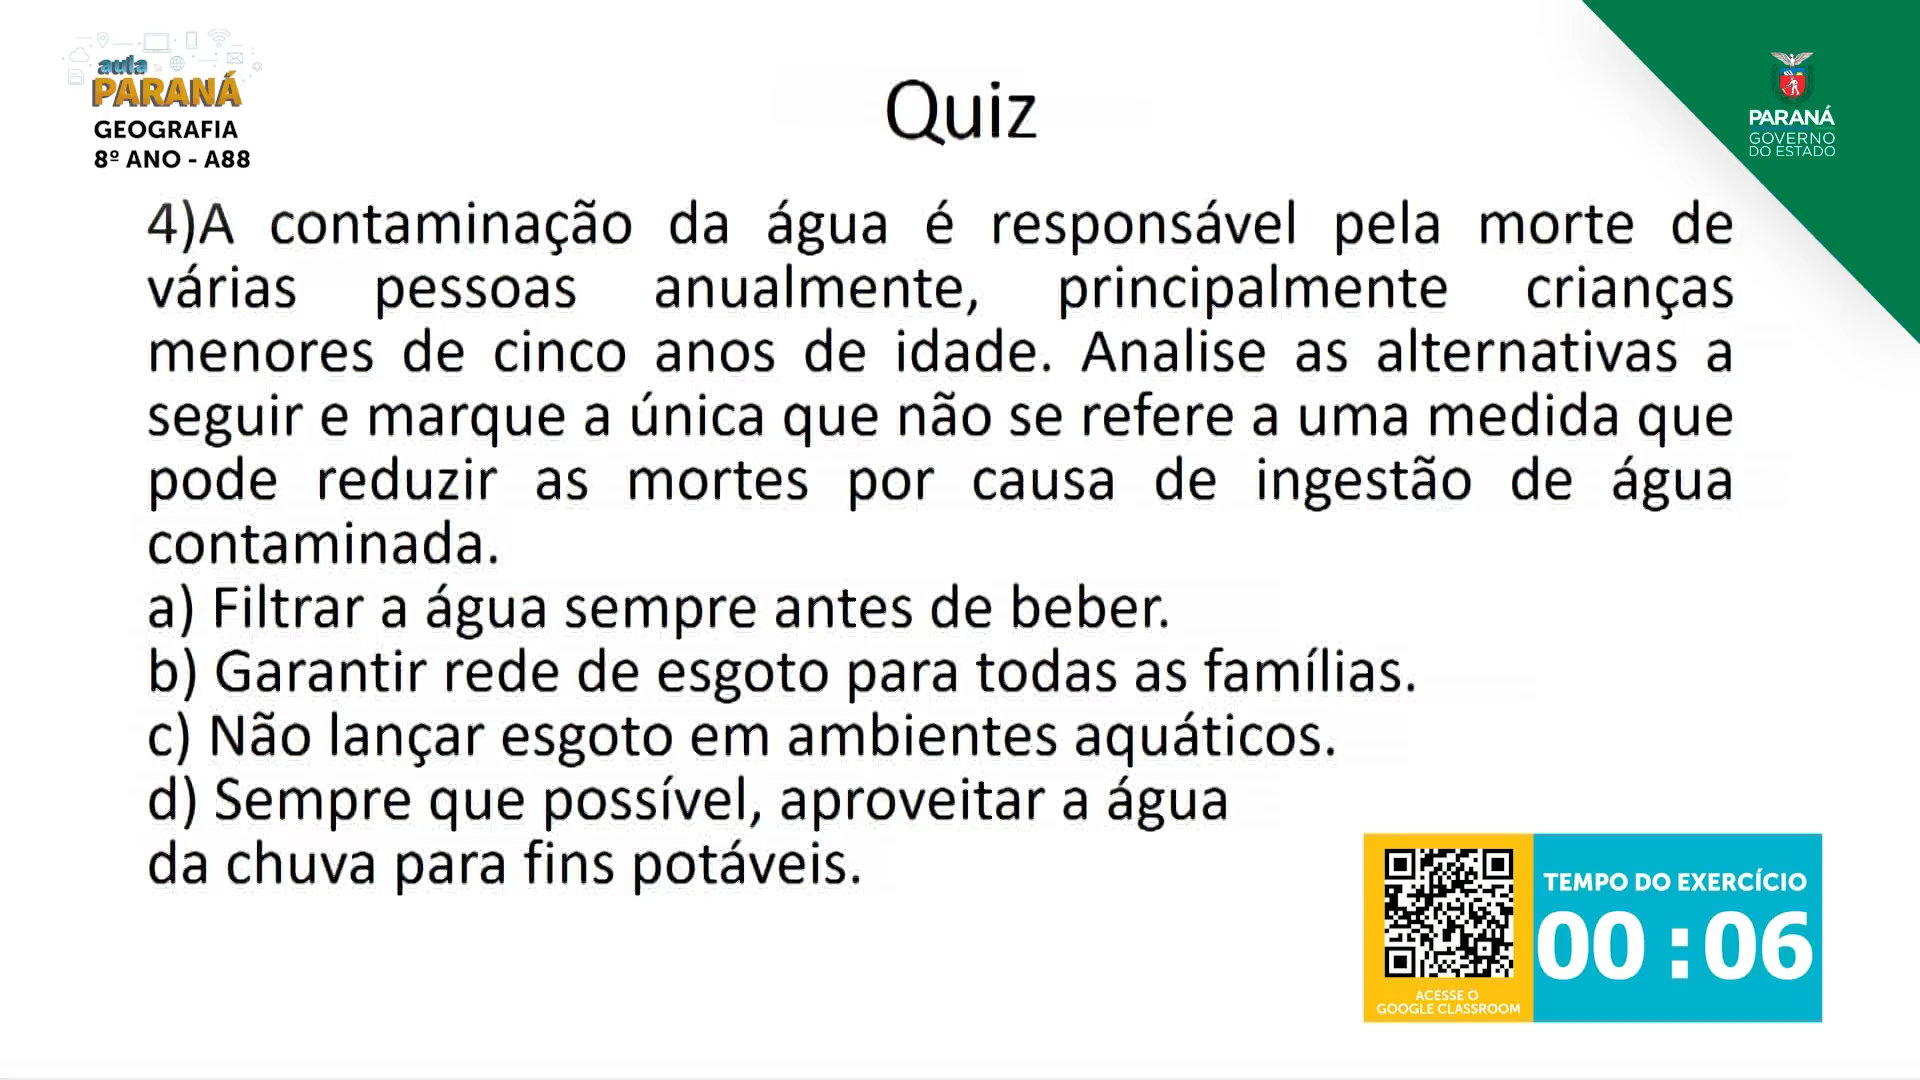 aula
PARANÁ
GEOGRAFIA
8º ANO - A88
Quiz
PARANÁ
GOVERNO
DO ESTADO
4)A contaminação da água é responsável pela morte de
várias pessoas anualmente, principalmente crianças
menores de cinco anos de idade. Analise as alternativas a
seguir e marque a única que não se refere a uma medida que
pode reduzir as mortes por causa de ingestão de água
contaminada.
a) Filtrar a água sempre antes de beber.
b) Garantir rede de esgoto para todas as famílias.
c) Não lançar esgoto em ambientes aquáticos.
d) Sempre que possível, aproveitar a água
da chuva para fins potáveis.
TEMPO DO EXERCÍCIO
00:06
ACESSE O
GOOGLE CLASSROOM